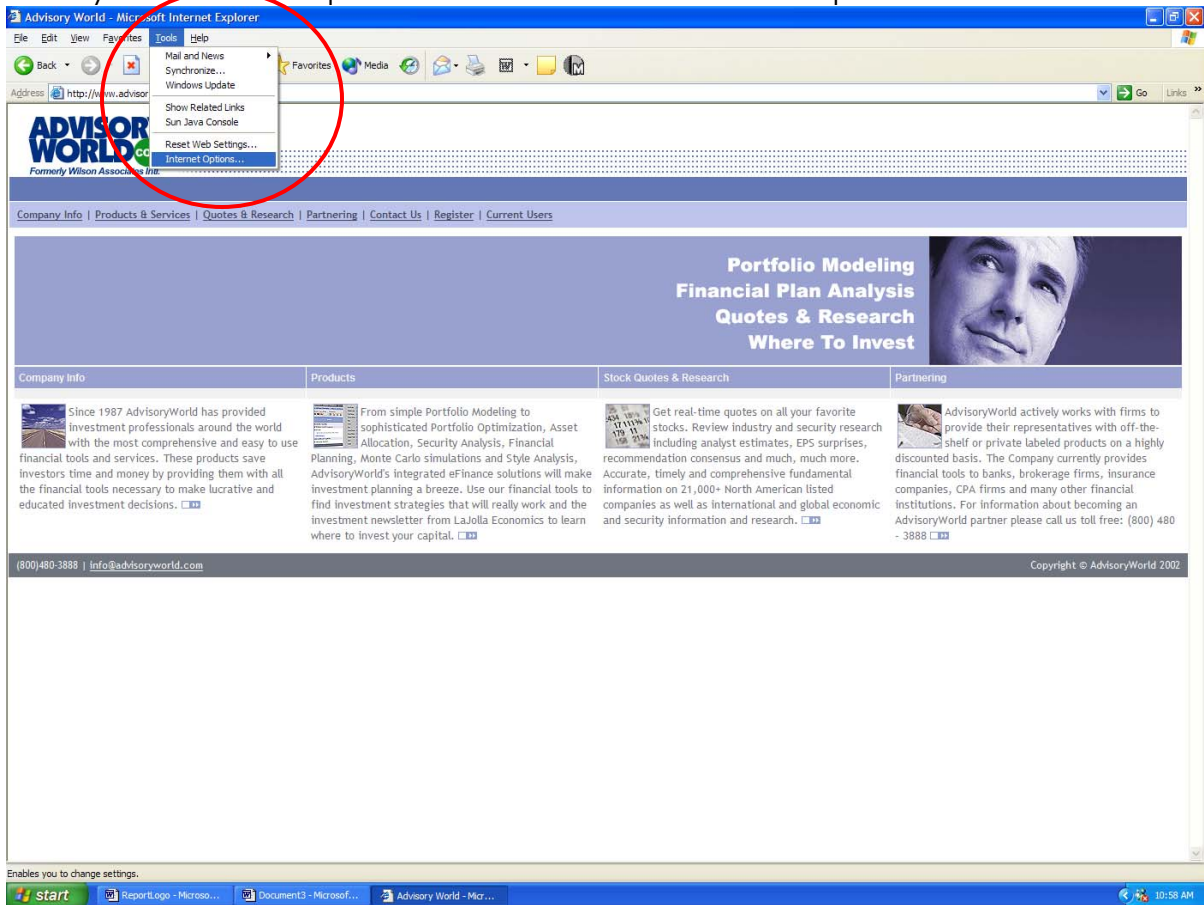 Advisory World - Microsoft Internet Explorer
File Edit View Favorites Tools Help
Back Favorites Media
Mail and News
Synchronize...
Windows Update
Show Related Links
Sun Java Console
Reset Web Settings...
Internet Options...
Address http://www.advisor Go Links »
ADVISOR
WORLD
Formerly Wilson Associates Intl.
Company Info | Products & Services | Quotes & Research | Partnering | Contact Us | Register | Current Users
Portfolio Modeling
Financial Plan Analysis
Quotes & Research
Where To Invest
Company Info
Since 1987 AdvisoryWorld has provided
investment professionals around the world
with the most comprehensive and easy to use
financial tools and services. These products save
investors time and money by providing them with all
the financial tools necessary to make lucrative and
educated investment decisions.
Products
From simple Portfolio Modeling to
sophisticated Portfolio Optimization, Asset
Allocation, Security Analysis, Financial
Planning, Monte Carlo simulations and Style Analysis,
AdvisoryWorld's integrated eFinance solutions will make
investment planning a breeze. Use our financial tools to
find investment strategies that will really work and the
investment newsletter from LaJolla Economics to learn
where to invest your capital.
Stock Quotes & Research
Get real-time quotes on all your favorite
stocks. Review industry and security research
including analyst estimates, EPS surprises,
recommendation consensus and much, much more.
Accurate, timely and comprehensive fundamental
information on 21,000+ North American listed
companies as well as international and global economic
and security information and research.
Partnering
AdvisoryWorld actively works with firms to
provide their representatives with off-the-
shelf or private labeled products on a highly
discounted basis. The Company currently provides
financial tools to banks, brokerage firms, insurance
companies, CPA firms and many other financial
institutions. For information about becoming an
AdvisoryWorld partner please call us toll free: (800) 480
- 3888
(800)480-3888 | info@advisoryworld.com Copyright © AdvisoryWorld 2002
Enables you to change settings.
start ReportLogo - Microso... Document3 - Microsof... Advisory World - Micr... 10:58 AM